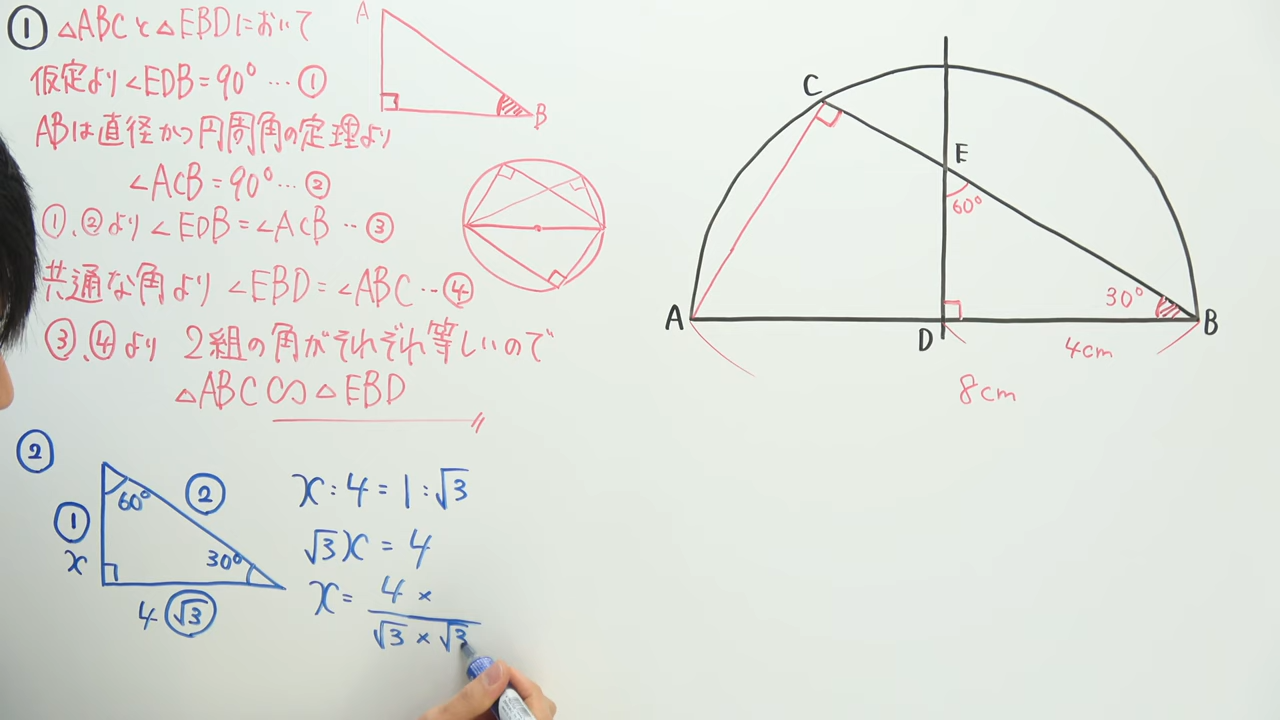 ① △ABCと△EBDにおいて
仮定より∠EDB=90°…①
ABは直径かつ円周角の定理より
∠ACB=90°…②
①、②より∠EDB=∠ACB…③
共通な角より∠EBD=∠ABC…④
③、④より 2組の角がそれぞれ等しいので
△ABC∽△EBD
A
B
②
60°
②
①
x
30°
4
√3
x:4=1:√3
√3x=4
x=4×/√3×√3
C
E
60°
30°
A
D
B
4cm
8cm